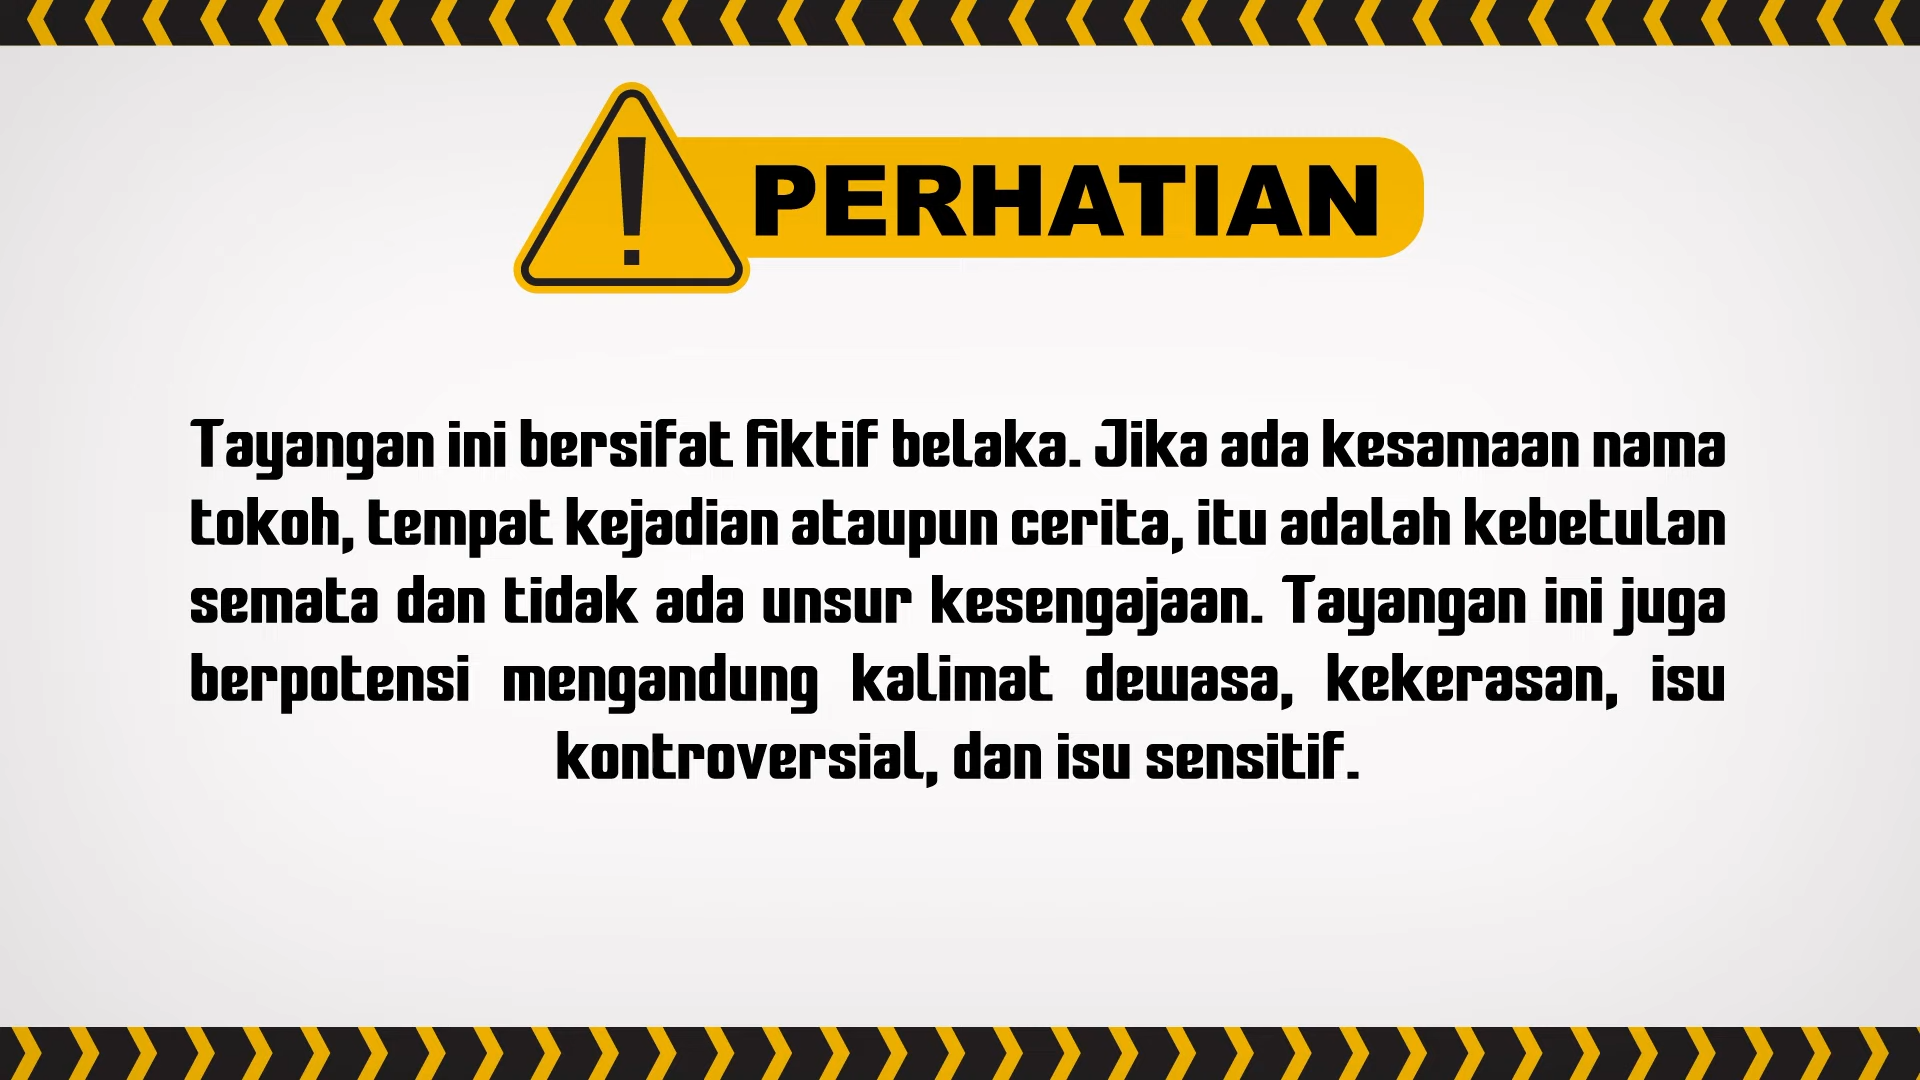 PERHATIAN
Tayangan ini bersifat fiktif belaka. Jika ada kesamaan nama
tokoh, tempat kejadian ataupun cerita, itu adalah kebetulan
semata dan tidak ada unsur kesengajaan. Tayangan ini juga
berpotensi mengandung kalimat dewasa, kekerasan, isu
kontroversial, dan isu sensitif.